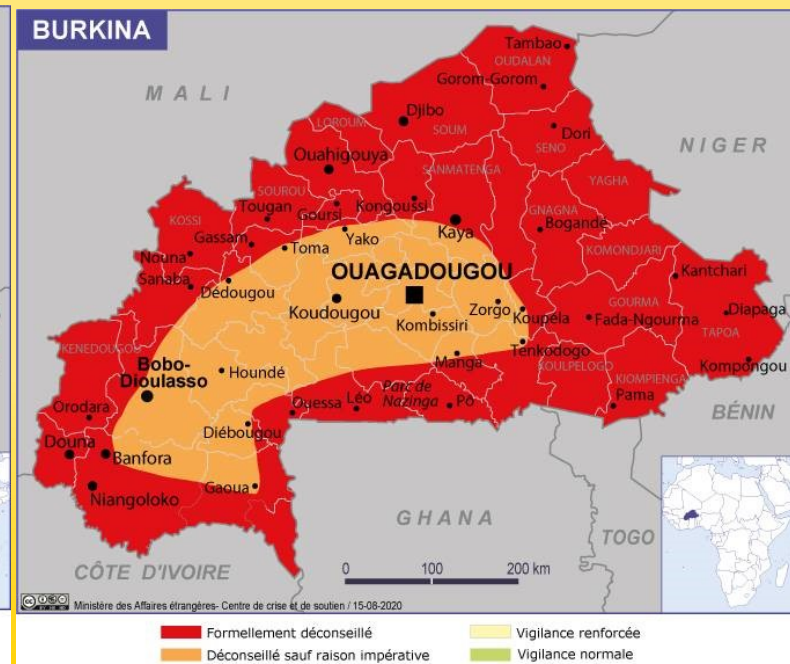 BURKINA
Tambao
OUDALAN
Gorom-Gorom
MALI
Djibo
LOROUM
SOUM
Dori
SENO
NIGER
Ouahigouya
SANMATENGA
YAGHA
SOUROU
Kongoussi
Goursi
Tougan
KOSSI
GNAGNA
Bogandé
Kaya
Yako
Gassam
Toma
KOMONDJARI
Nouna
Sanaba
OUAGADOUGOU
Kantchari
Dédougou
Koudougou
Zorgo
Koupéla
GOURMA
Fada-Ngourma
Diapaga
Kombissiri
TAPOA
KENEDOUGOU
Tenkodogo
Manga
Bobo-
Dioulasso
Houndé
KOULPELOGO
Kompongou
KIOMPIENGA
Parc de
Nazinga
Ouessa
Léo
Pô
Pama
Orodara
BÉNIN
Diébougou
Douna
Banfora
Gaoua
Niangoloko
GHANA
TOGO
CÔTE D'IVOIRE
0 100 200 km
Ministère des Affaires étrangères- Centre de crise et de soutien / 15-08-2020
Formellement déconseillé
Vigilance renforcée
Déconseillé sauf raison impérative
Vigilance normale